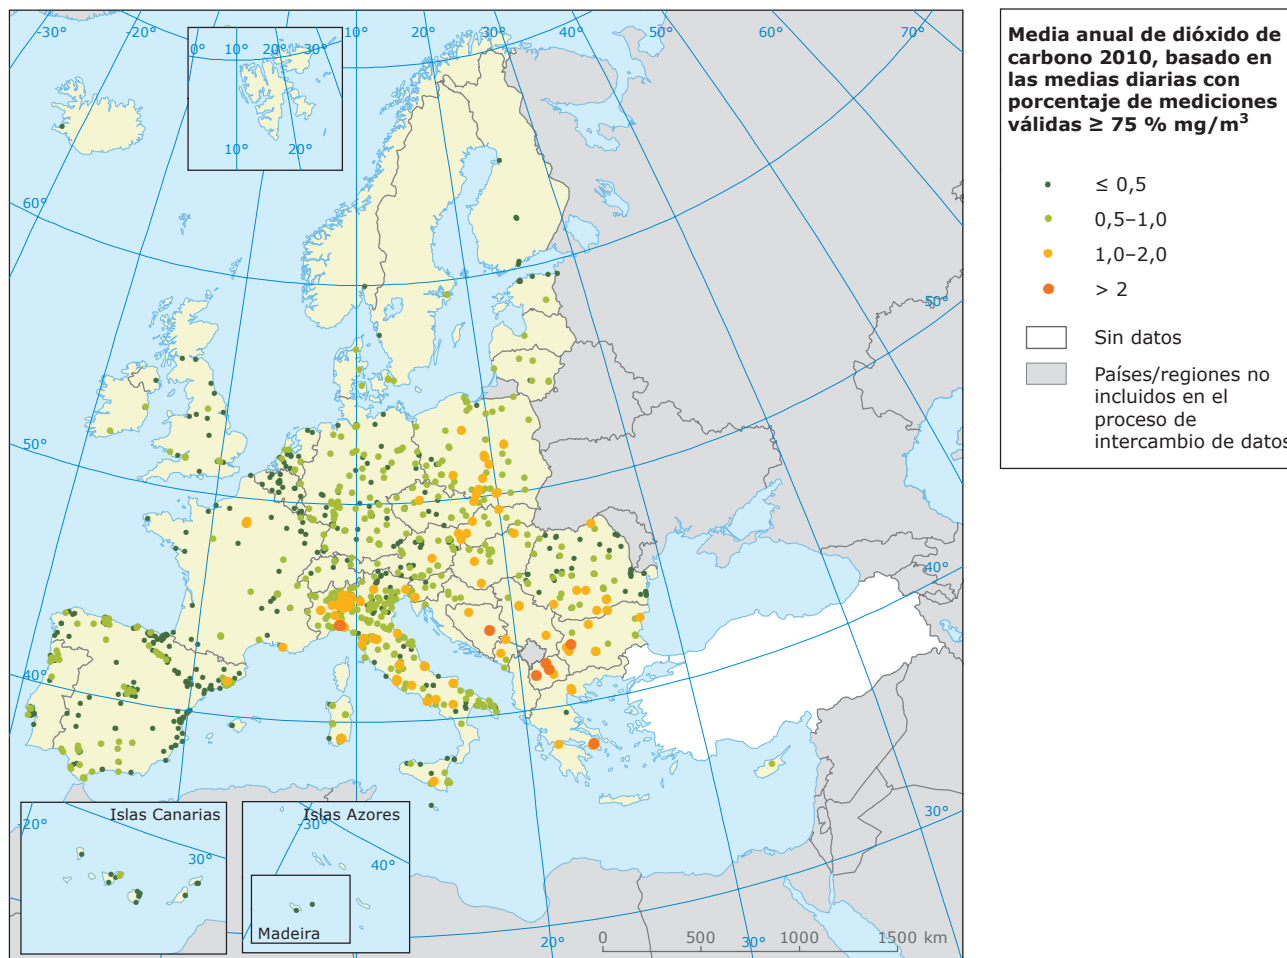 -30°
-20°
-10°
0°
10°
20°
30°
40°
50°
60°
70°
0°
10°
20°
30°
10°
20°
60°
50°
50°
40°
40°
30°
20°
30°
Islas Canarias
-20°
30°
Islas Azores
-30°
40°
Madeira
0
500
1000
1500 km
Media anual de dióxido de
carbono 2010, basado en
las medias diarias con
porcentaje de mediciones
válidas ≥ 75 % mg/m³
≤ 0,5
0,5–1,0
1,0–2,0
> 2
Sin datos
Países/regiones no
incluidos en el
proceso de
intercambio de datos